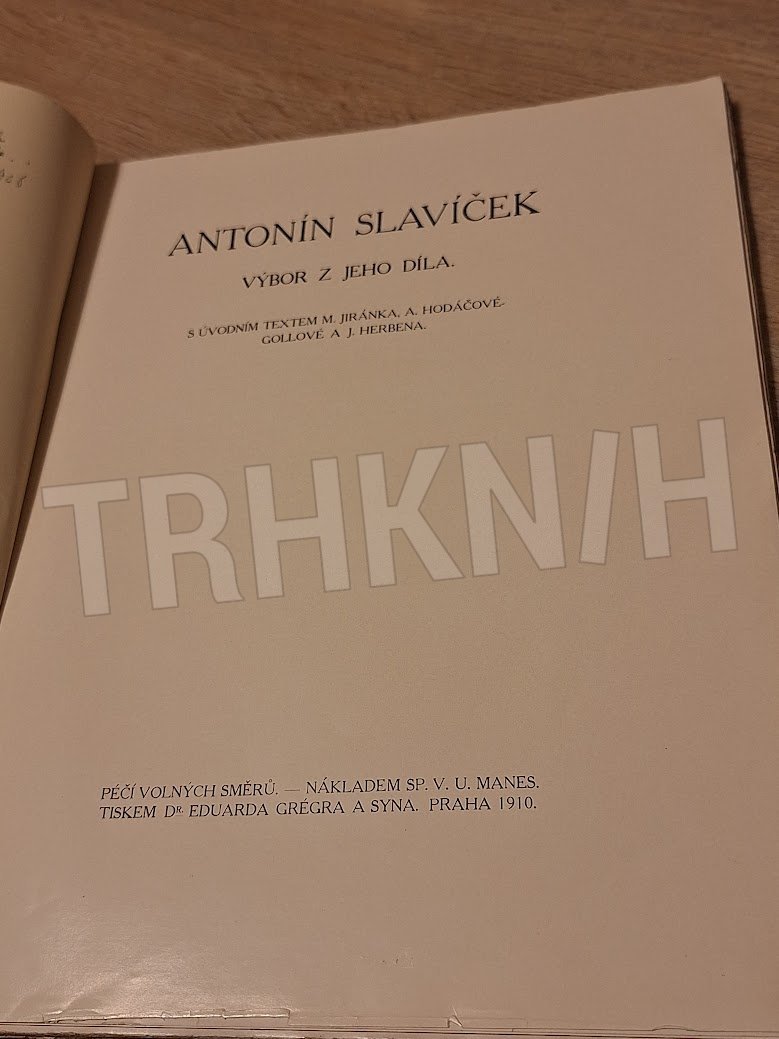 ANTONÍN SLAVÍČEK
VÝBOR Z JEHO DÍLA.
S ÚVODNÍM TEXTEM M. JIRÁNKA, A. HODÁČOVÉ-
GOLLOVÉ A J. HERBENA.
TRHKNIH
PÉČÍ VOLNÝCH SMĚRŮ. — NÁKLADEM SP. V. U. MANES.
TISKEM DR. EDUARDA GRÉGRA A SYNA. PRAHA 1910.